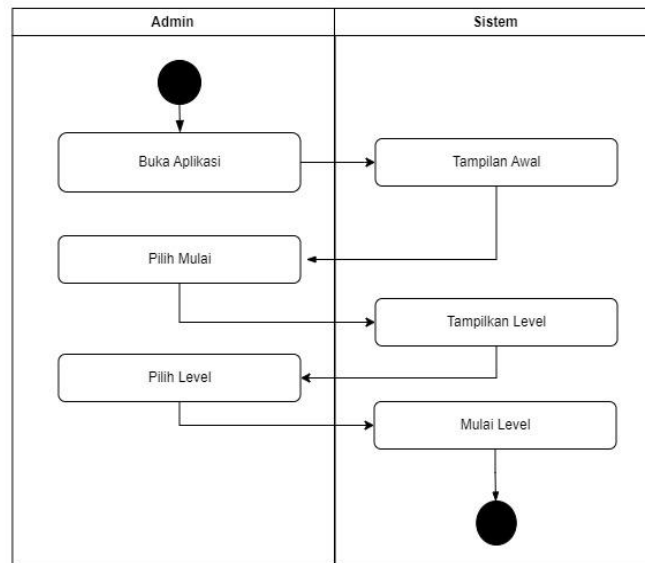 Admin
Sistem
Buka Aplikasi
Tampilan Awal
Pilih Mulai
Tampilkan Level
Pilih Level
Mulai Level